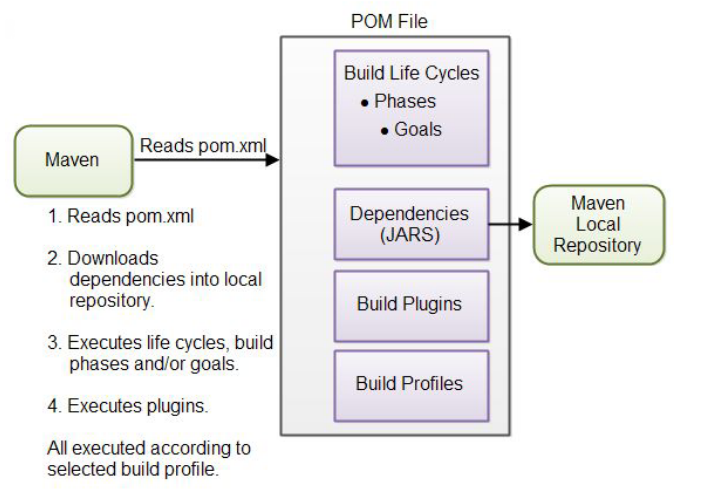 POM File
Build Life Cycles
● Phases
● Goals
Maven
Reads pom.xml
1. Reads pom.xml
2. Downloads
dependencies into local
repository.
3. Executes life cycles, build
phases and/or goals.
4. Executes plugins.
All executed according to
selected build profile.
Dependencies
(JARS)
Maven
Local
Repository
Build Plugins
Build Profiles